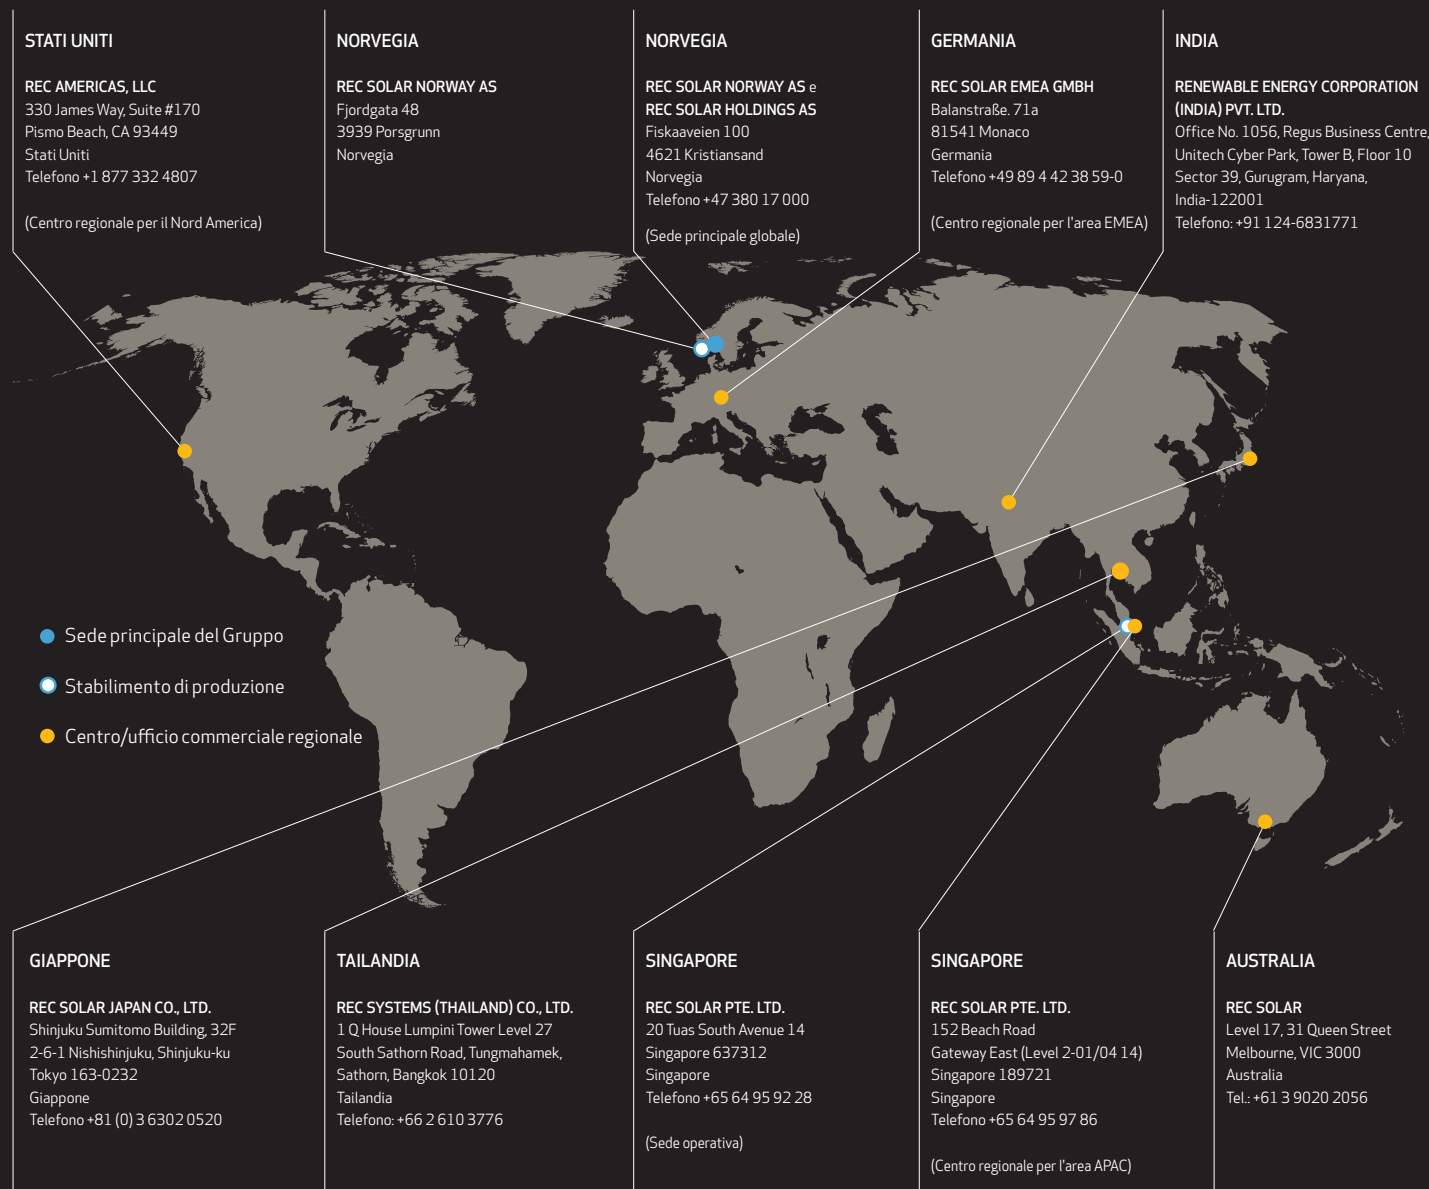 STATI UNITI
REC AMERICAS, LLC
330 James Way, Suite #170
Pismo Beach, CA 93449
Stati Uniti
Telefono +1 877 332 4807
(Centro regionale per il Nord America)
NORVEGIA
REC SOLAR NORWAY AS
Fjordgata 48
3939 Porsgrunn
Norvegia
NORVEGIA
REC SOLAR NORWAY AS e
REC SOLAR HOLDINGS AS
Fiskaaveien 100
4621 Kristiansand
Norvegia
Telefono +47 380 17 000
(Sede principale globale)
GERMANIA
REC SOLAR EMEA GMBH
Balanstraße. 71a
81541 Monaco
Germania
Telefono +49 89 4 42 38 59-0
(Centro regionale per l'area EMEA)
INDIA
RENEWABLE ENERGY CORPORATION
(INDIA) PVT. LTD.
Office No. 1056, Regus Business Centre,
Unitech Cyber Park, Tower B, Floor 10
Sector 39, Gurugram, Haryana,
India-122001
Telefono: +91 124-6831771
Sede principale del Gruppo
Stabilimento di produzione
Centro/ufficio commerciale regionale
GIAPPONE
REC SOLAR JAPAN CO., LTD.
Shinjuku Sumitomo Building, 32F
2-6-1 Nishishinjuku, Shinjuku-ku
Tokyo 163-0232
Giappone
Telefono +81 (0) 3 6302 0520
TAILANDIA
REC SYSTEMS (THAILAND) CO., LTD.
1 Q House Lumpini Tower Level 27
South Sathorn Road, Tungmahamek,
Sathorn, Bangkok 10120
Tailandia
Telefono: +66 2 610 3776
SINGAPORE
REC SOLAR PTE. LTD.
20 Tuas South Avenue 14
Singapore 637312
Singapore
Telefono +65 64 95 92 28
(Sede operativa)
SINGAPORE
REC SOLAR PTE. LTD.
152 Beach Road
Gateway East (Level 2-01/04 14)
Singapore 189721
Singapore
Telefono +65 64 95 97 86
(Centro regionale per l'area APAC)
AUSTRALIA
REC SOLAR
Level 17, 31 Queen Street
Melbourne, VIC 3000
Australia
Tel.: +61 3 9020 2056